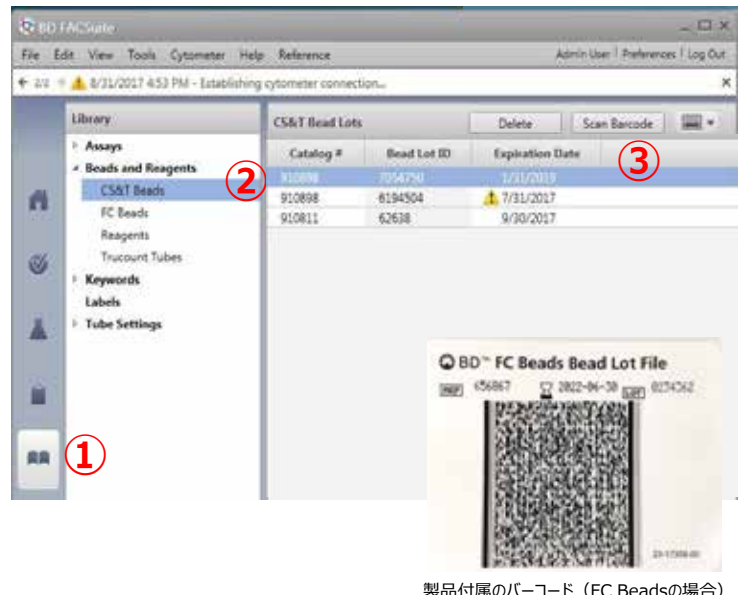 BD FACSuite
File Edit View Tools Cytometer Help Reference Admin User | Preferences | Log Out
2/2 8/31/2017 4:53 PM - Establishing cytometer connection...
Library
Assays
Beads and Reagents
CS&T Beads
FC Beads
Reagents
Trucount Tubes
Keywords
Labels
Tube Settings
①
②
CS&T Bead Lots Delete Scan Barcode
③
Catalog # Bead Lot ID Expiration Date
910898 7054750 1/31/2019
910898 6194504 7/31/2017
910811 62638 9/30/2017
BD™ FC Beads Bead Lot File
REF 656867 2022-06-30 LOT
製品付属のバーコード（FC Beadsの場合）